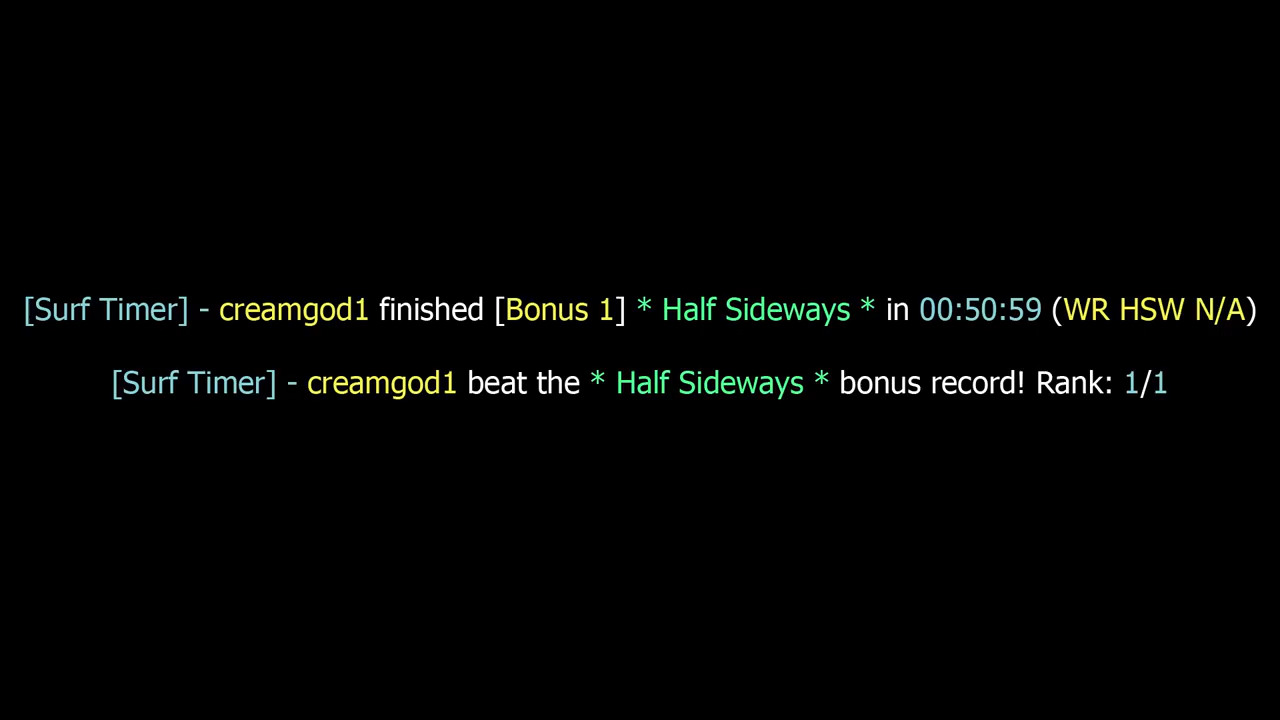 [Surf Timer] - creamgod1 finished [Bonus 1] * Half Sideways * in 00:50:59 (WR HSW N/A)
[Surf Timer] - creamgod1 beat the * Half Sideways * bonus record! Rank: 1/1